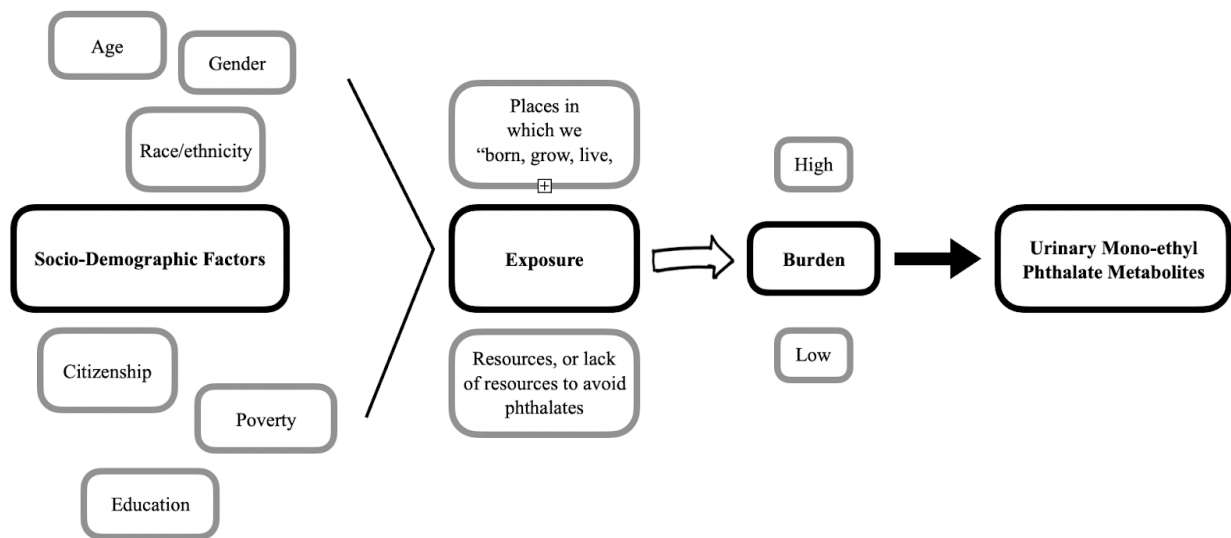 Age
Gender
Race/ethnicity
Socio-Demographic Factors
Citizenship
Poverty
Education
Places in
which we
“born, grow, live,
Exposure
Resources, or lack
of resources to avoid
phthalates
High
Burden
Low
Urinary Mono-ethyl
Phthalate Metabolites